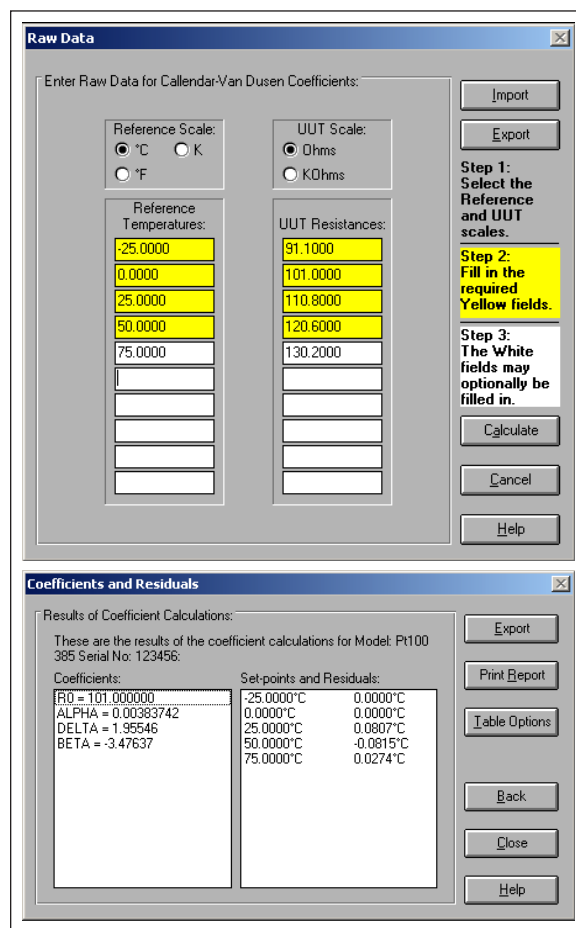 Raw Data
Enter Raw Data for Callendar-Van Dusen Coefficients:
Reference Scale:
°C K
°F
UUT Scale:
Ohms
KOhms
Reference
Temperatures:
-25.0000
0.0000
25.0000
50.0000
75.0000
UUT Resistances:
91.1000
101.0000
110.8000
120.6000
130.2000
Import
Export
Step 1:
Select the
Reference
and UUT
scales.
Step 2:
Fill in the
required
Yellow fields.
Step 3:
The White
fields may
optionally be
filled in.
Calculate
Cancel
Help
Coefficients and Residuals
Results of Coefficient Calculations:
These are the results of the coefficient calculations for Model: Pt100
385 Serial No: 123456:
Coefficients:
R0 = 101.000000
ALPHA = 0.00383742
DELTA = 1.95546
BETA = -3.47637
Set-points and Residuals:
-25.0000°C 0.0000°C
0.0000°C 0.0000°C
25.0000°C 0.0807°C
50.0000°C -0.0815°C
75.0000°C 0.0274°C
Export
Print Report
Table Options
Back
Close
Help